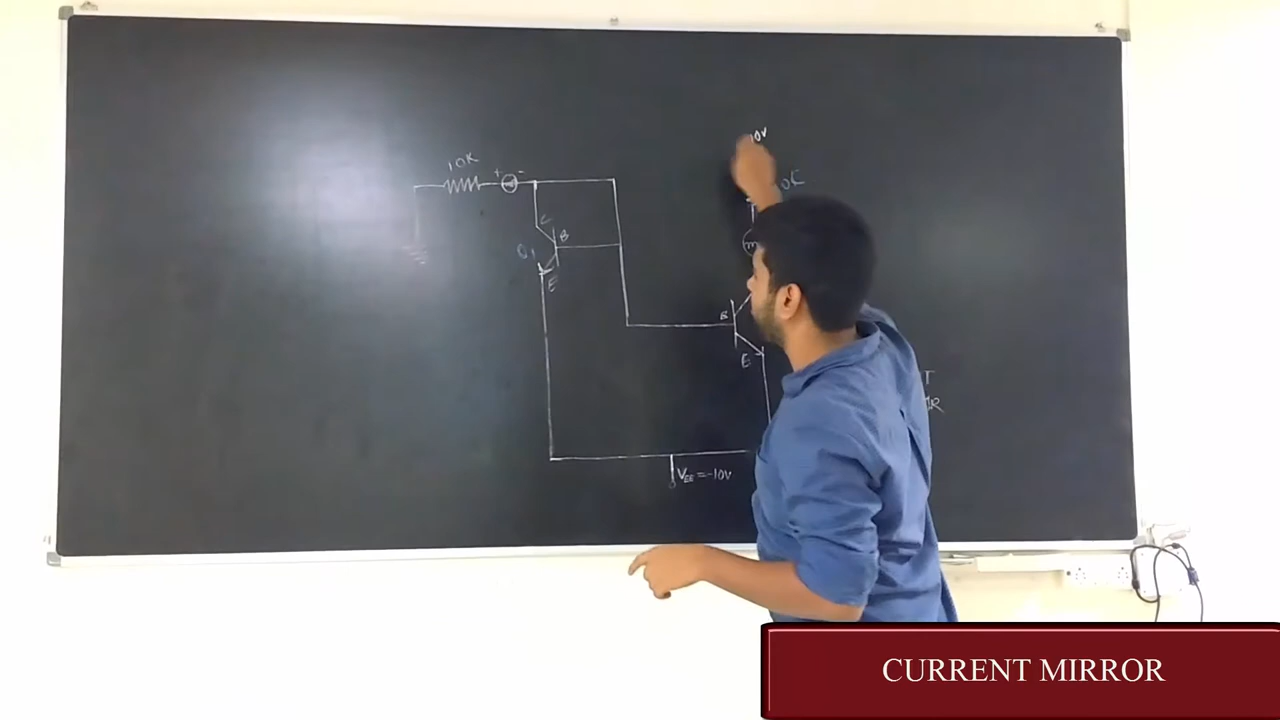 10K
+ -
C
B
Q1
E
B
E
VEE = -10V
CURRENT MIRROR